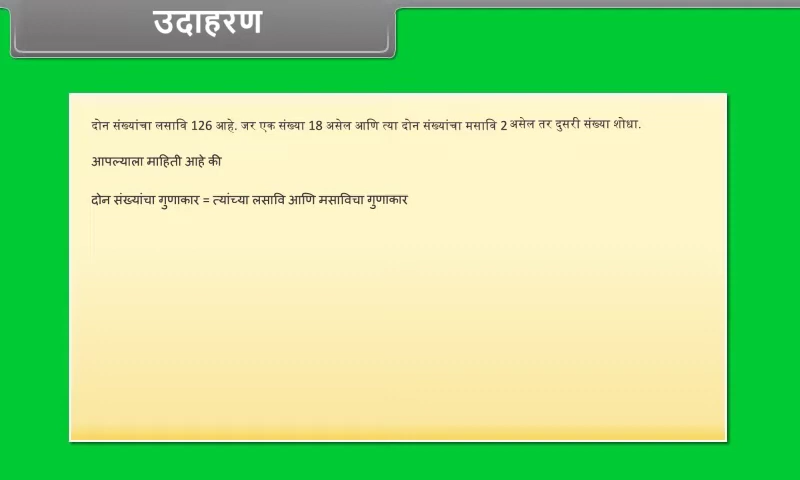 उदाहरण
दोन संख्यांचा लसावि 126 आहे. जर एक संख्या 18 असेल आणि त्या दोन संख्यांचा मसावि 2 असेल तर दुसरी संख्या शोधा.
आपल्याला माहिती आहे की
दोन संख्यांचा गुणाकार = त्यांच्या लसावि आणि मसाविचा गुणाकार